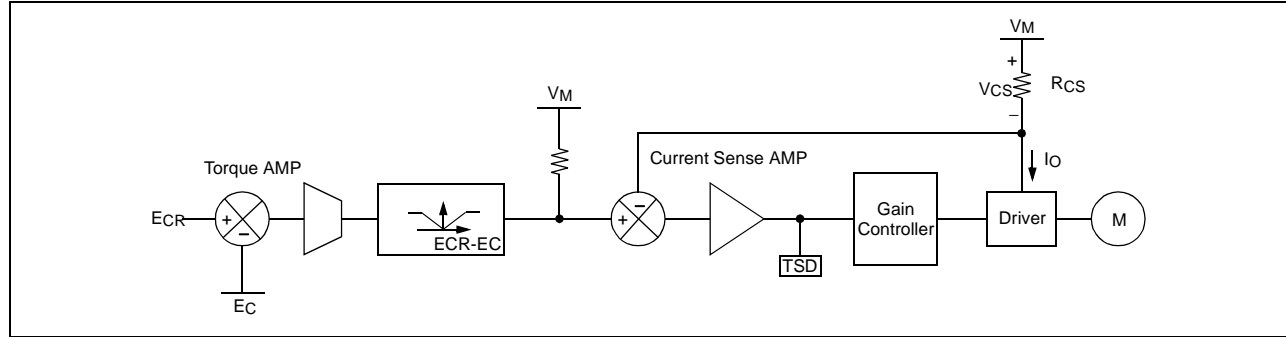 VM
+
VCS
RCS
–
VM
Torque AMP
Current Sense AMP
IO
ECR
+
–
ECR-EC
+
–
Gain
Controller
Driver
M
TSD
EC